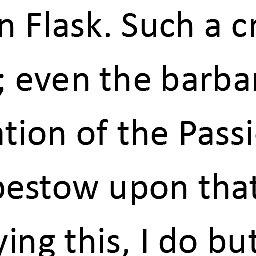 n Flask. Such a cr
; even the barbar
ation of the Passi
bestow upon that
ying this, I do but